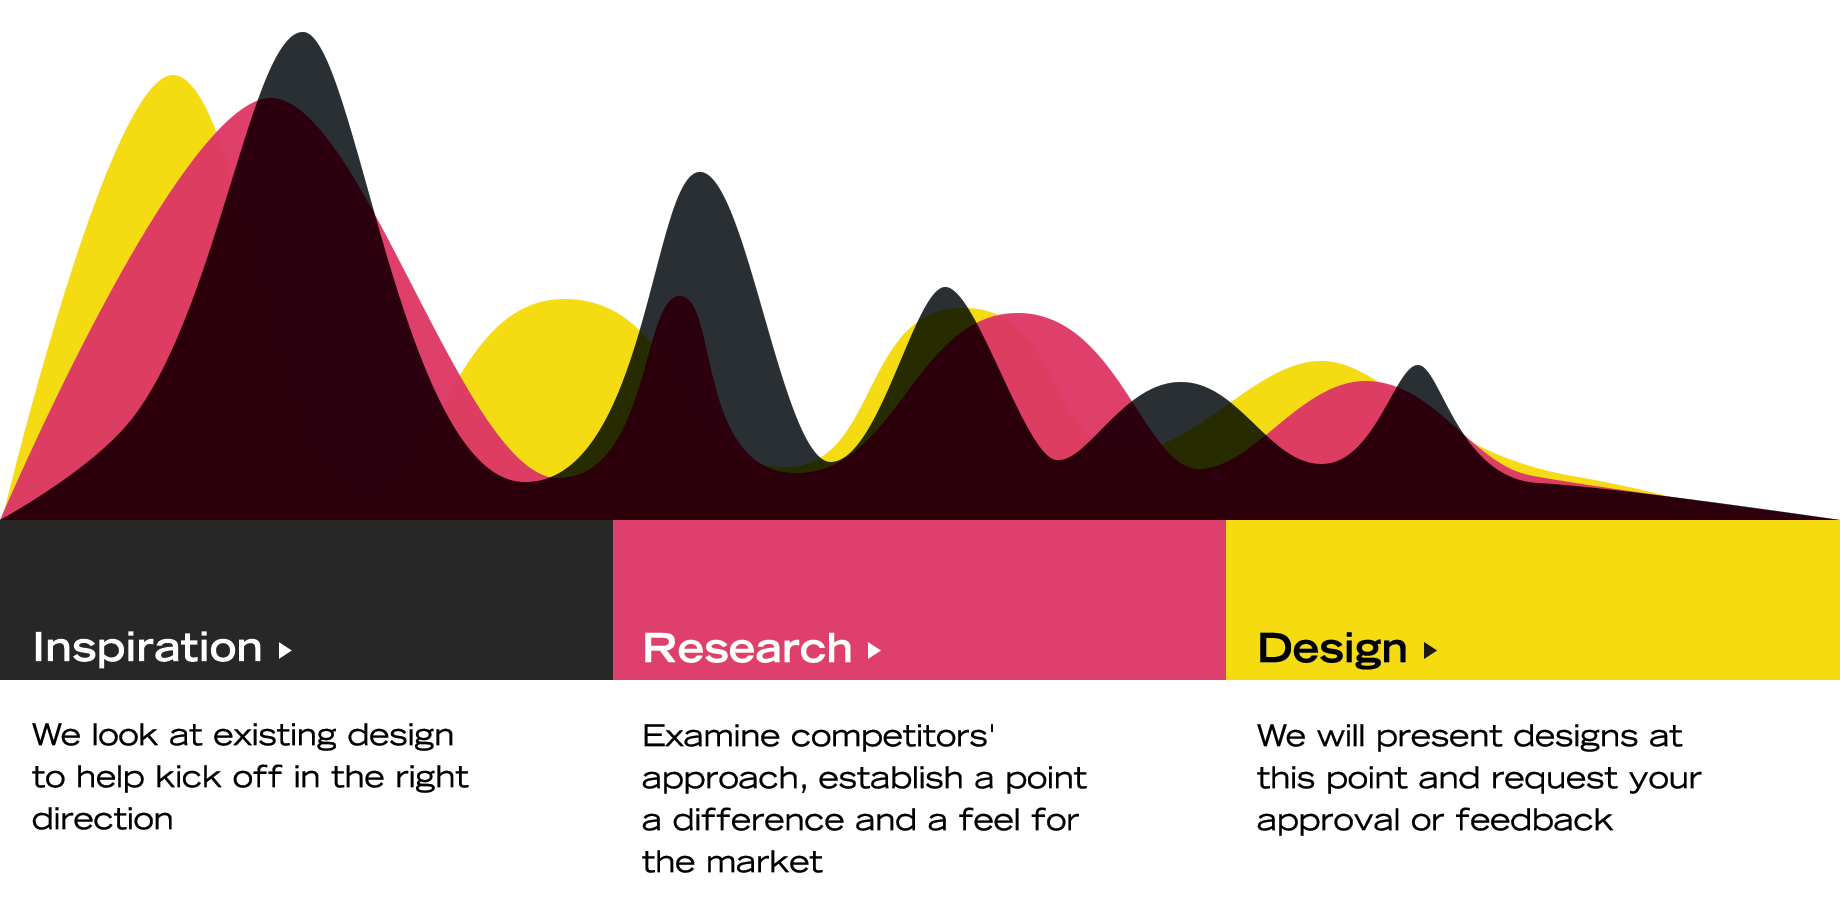 Inspiration
Research
Design
We look at existing design
to help kick off in the right
direction
Examine competitors'
approach, establish a point
a difference and a feel for
the market
We will present designs at
this point and request your
approval or feedback